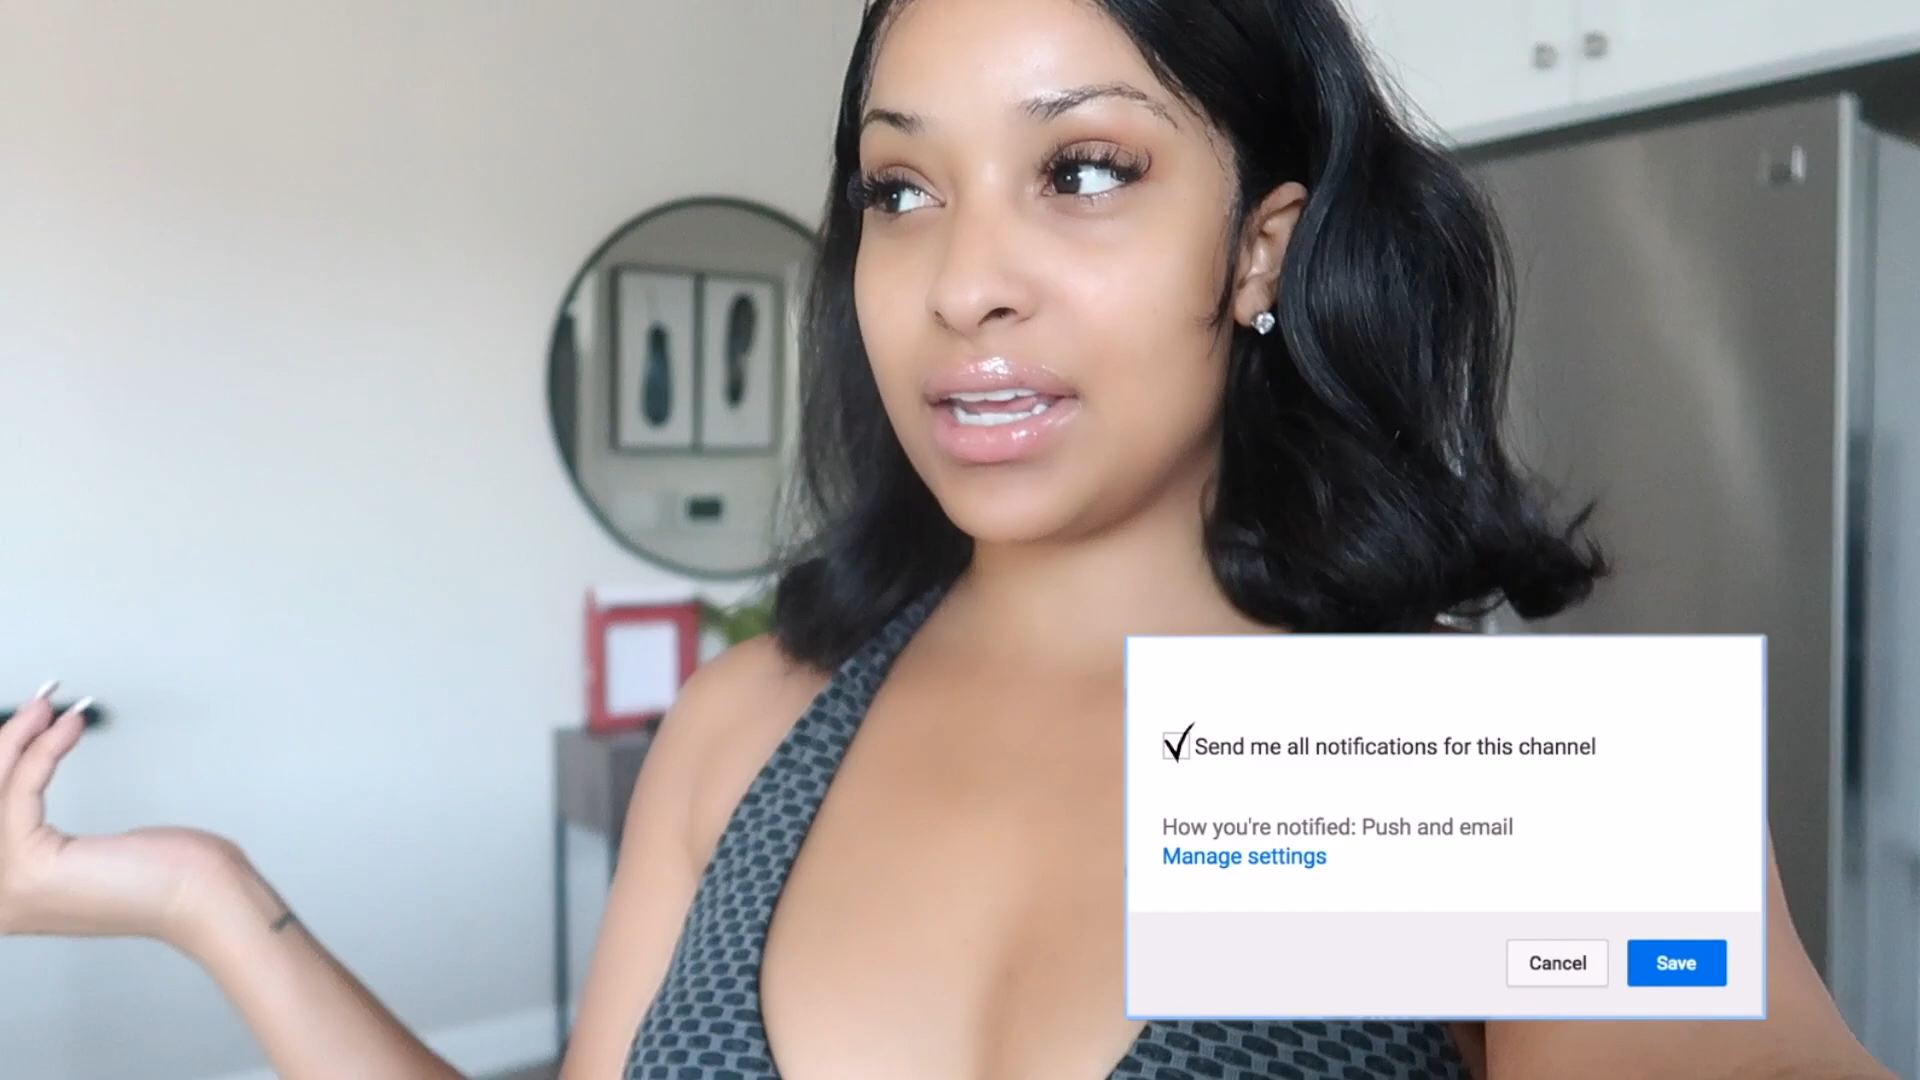 Send me all notifications for this channel
How you're notified: Push and email
Manage settings
Cancel
Save